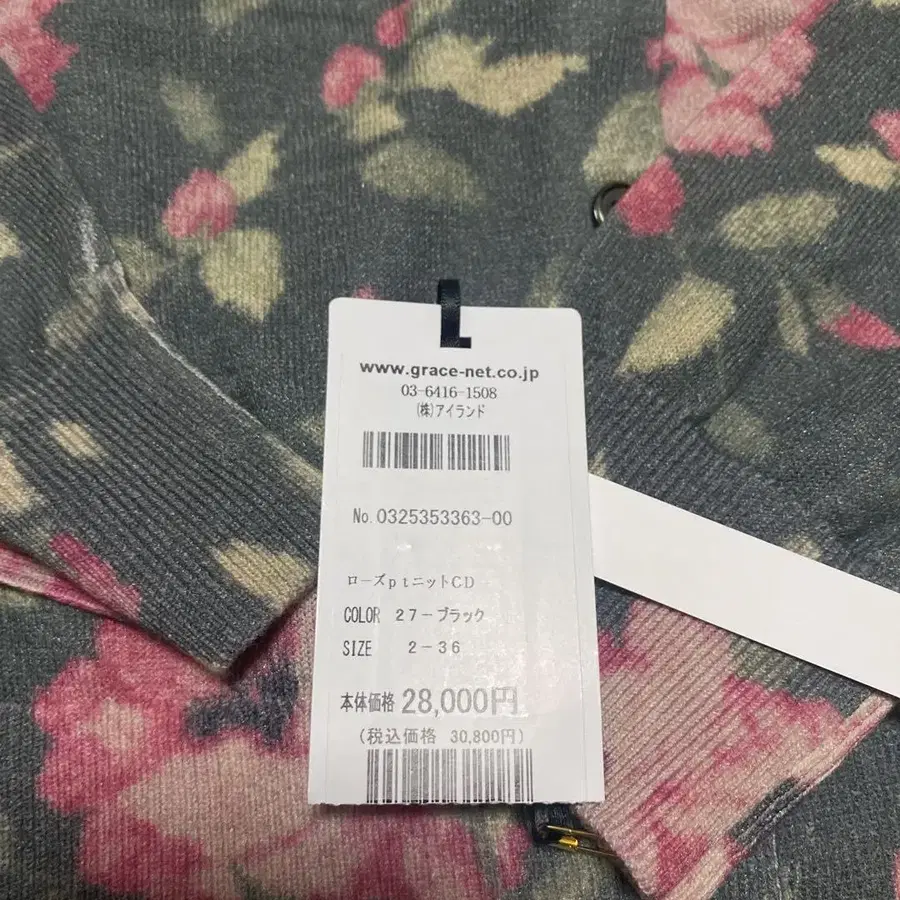 www.grace-net.co.jp
03-6416-1508
(株)アイランド
No.0325353363-00
ローズptニットCD
COLOR 27-ブラック
SIZE 2-36
本体価格 28,000円
(税込価格 30,800円)